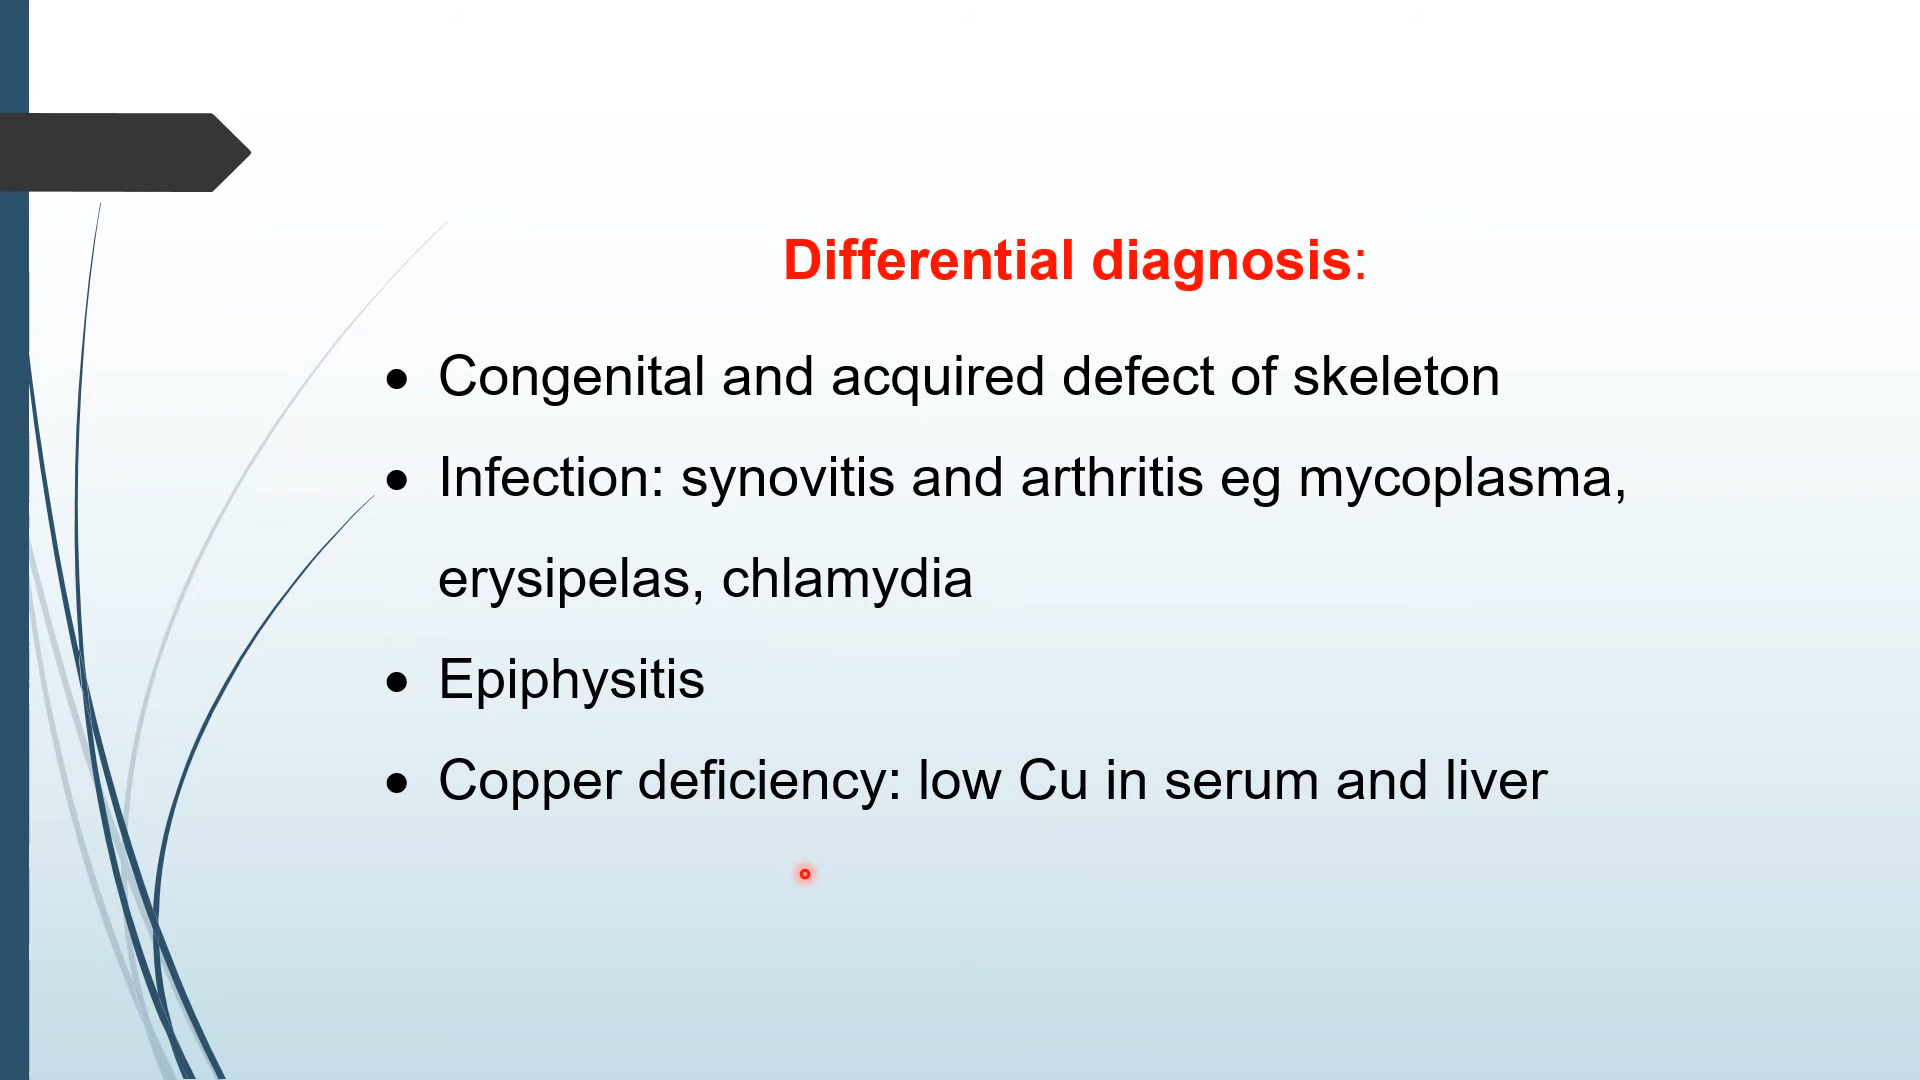 Differential diagnosis:
● Congenital and acquired defect of skeleton
● Infection: synovitis and arthritis eg mycoplasma,
erysipelas, chlamydia
● Epiphysitis
● Copper deficiency: low Cu in serum and liver